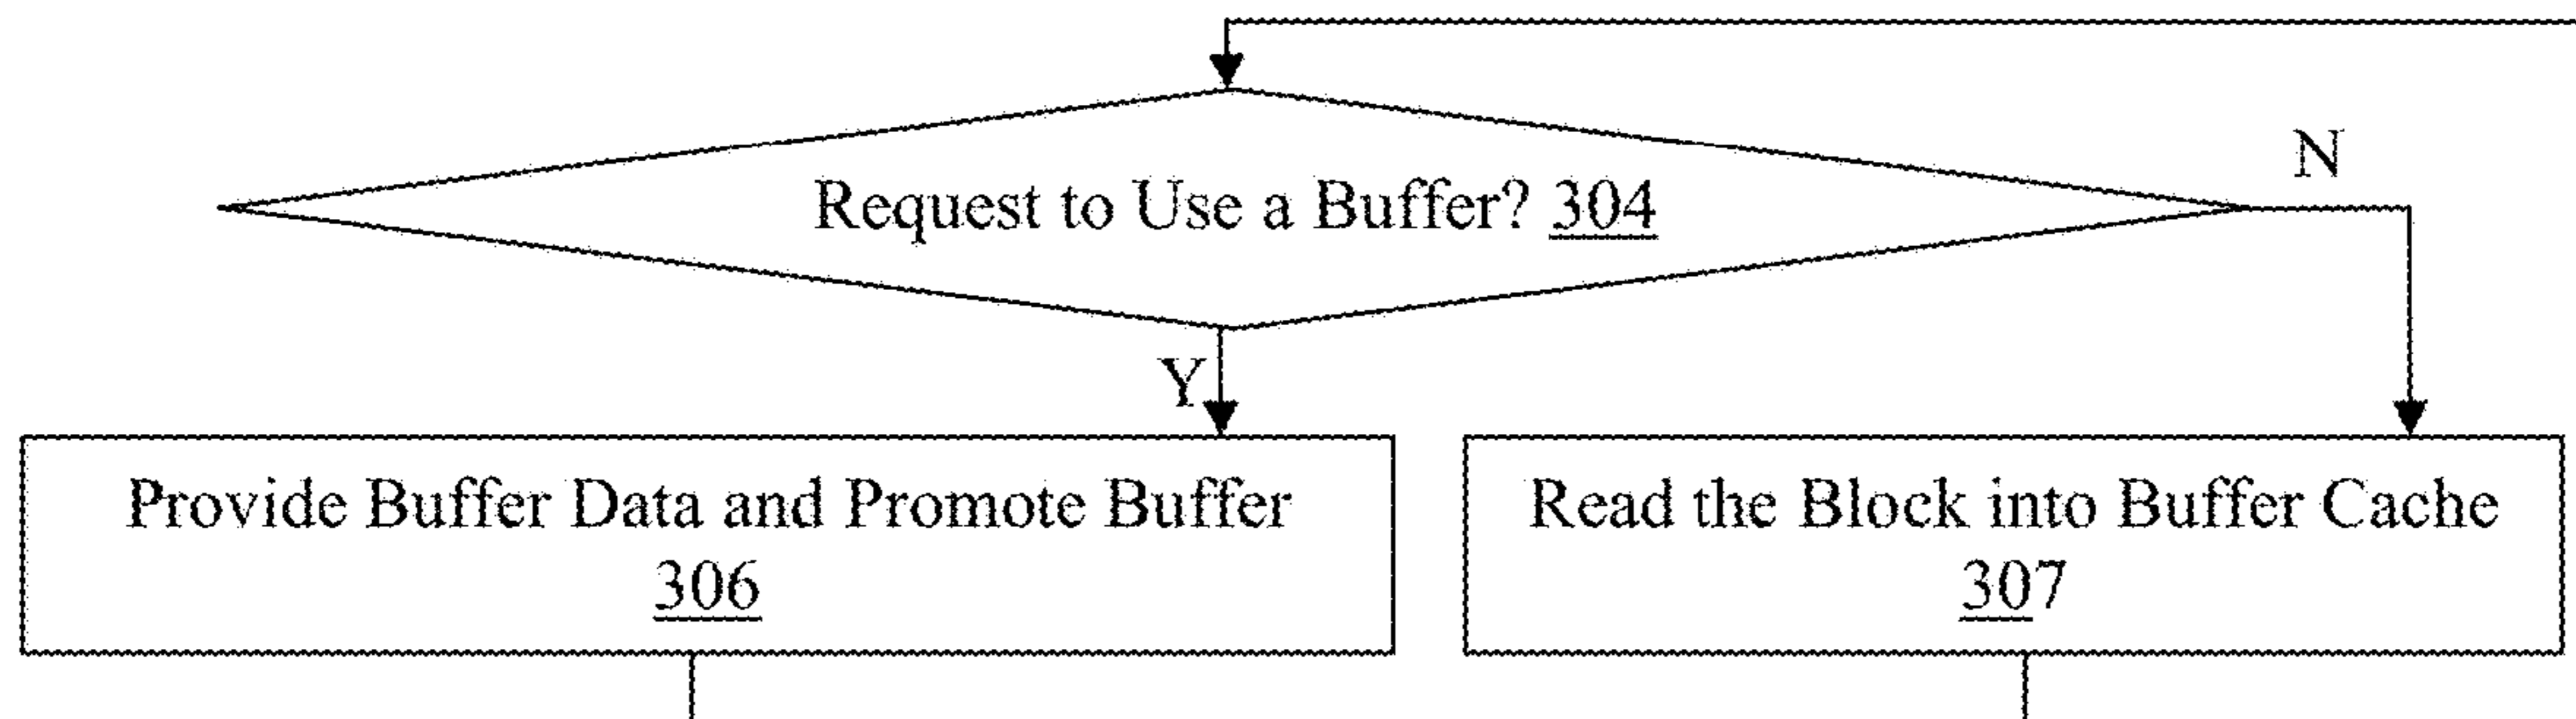 N
Request to Use a Buffer? 304
Y
Provide Buffer Data and Promote Buffer
306
Read the Block into Buffer Cache
307